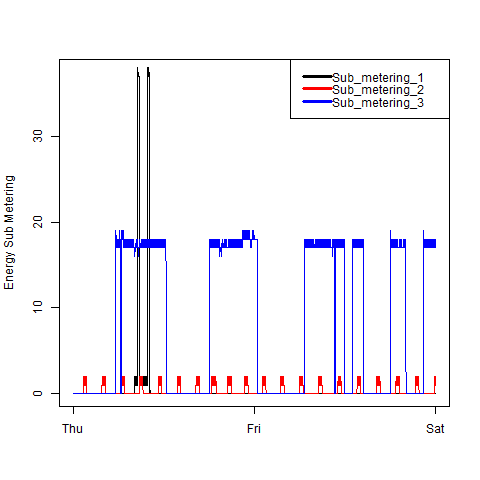 Sub_metering_1
Sub_metering_2
Sub_metering_3
Energy Sub Metering
30
20
10
0
Thu Fri Sat